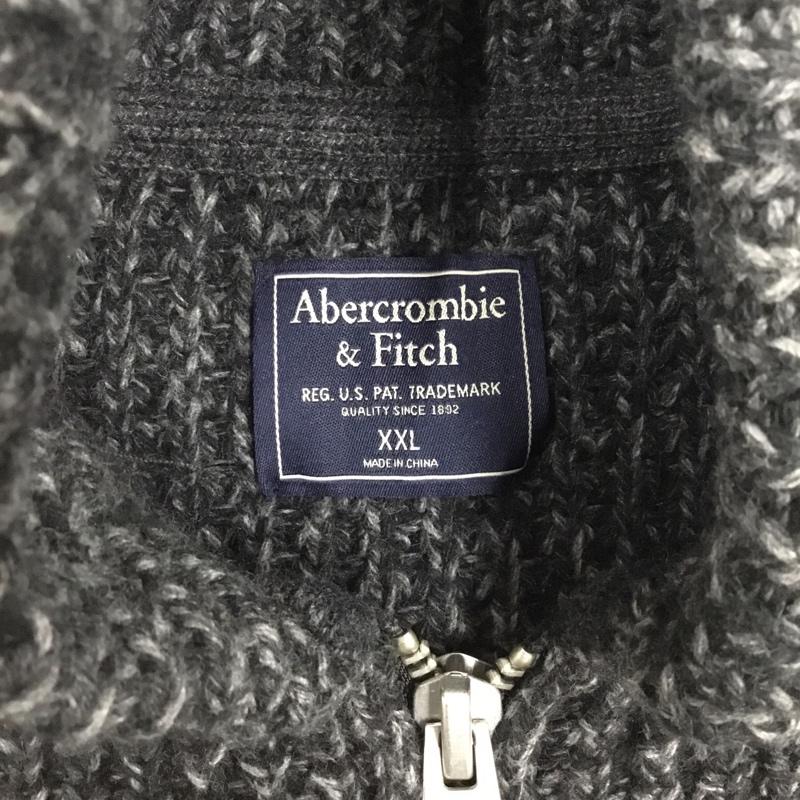 Abercrombie
& Fitch
REG. U.S. PAT. TRADEMARK
QUALITY SINCE 1892
XXL
MADE IN CHINA